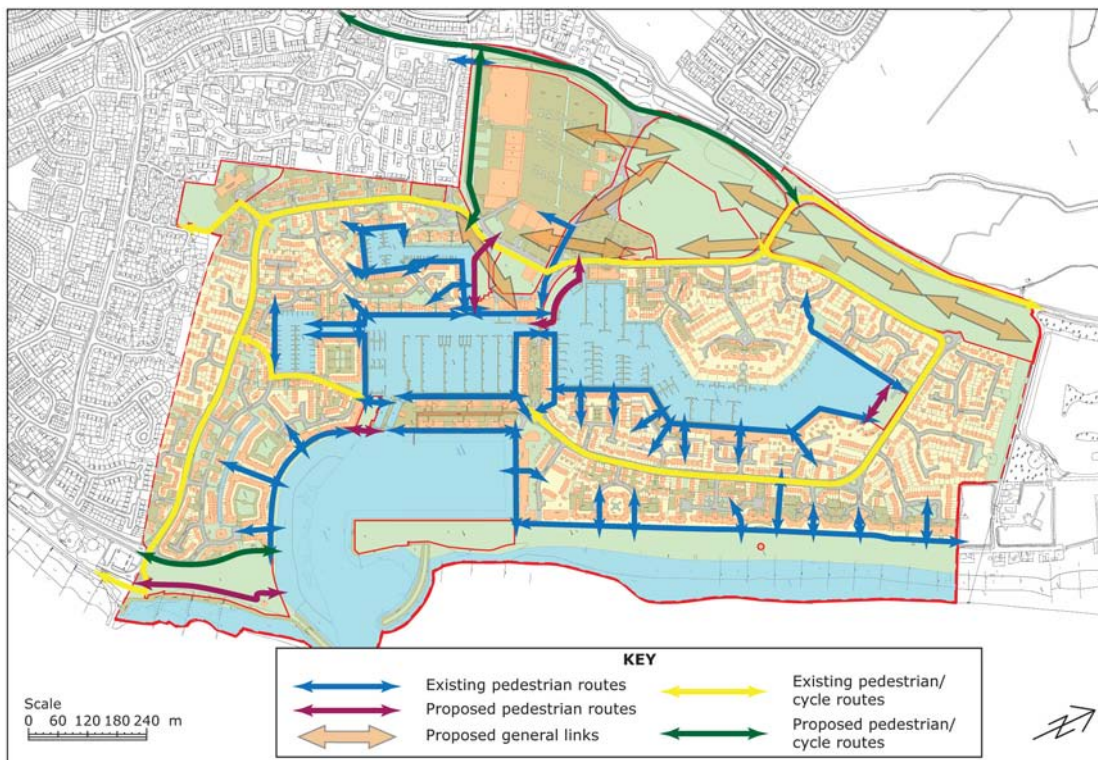 KEY
Existing pedestrian routes
Proposed pedestrian routes
Proposed general links
Existing pedestrian/
cycle routes
Proposed pedestrian/
cycle routes
Scale
0 60 120 180 240 m